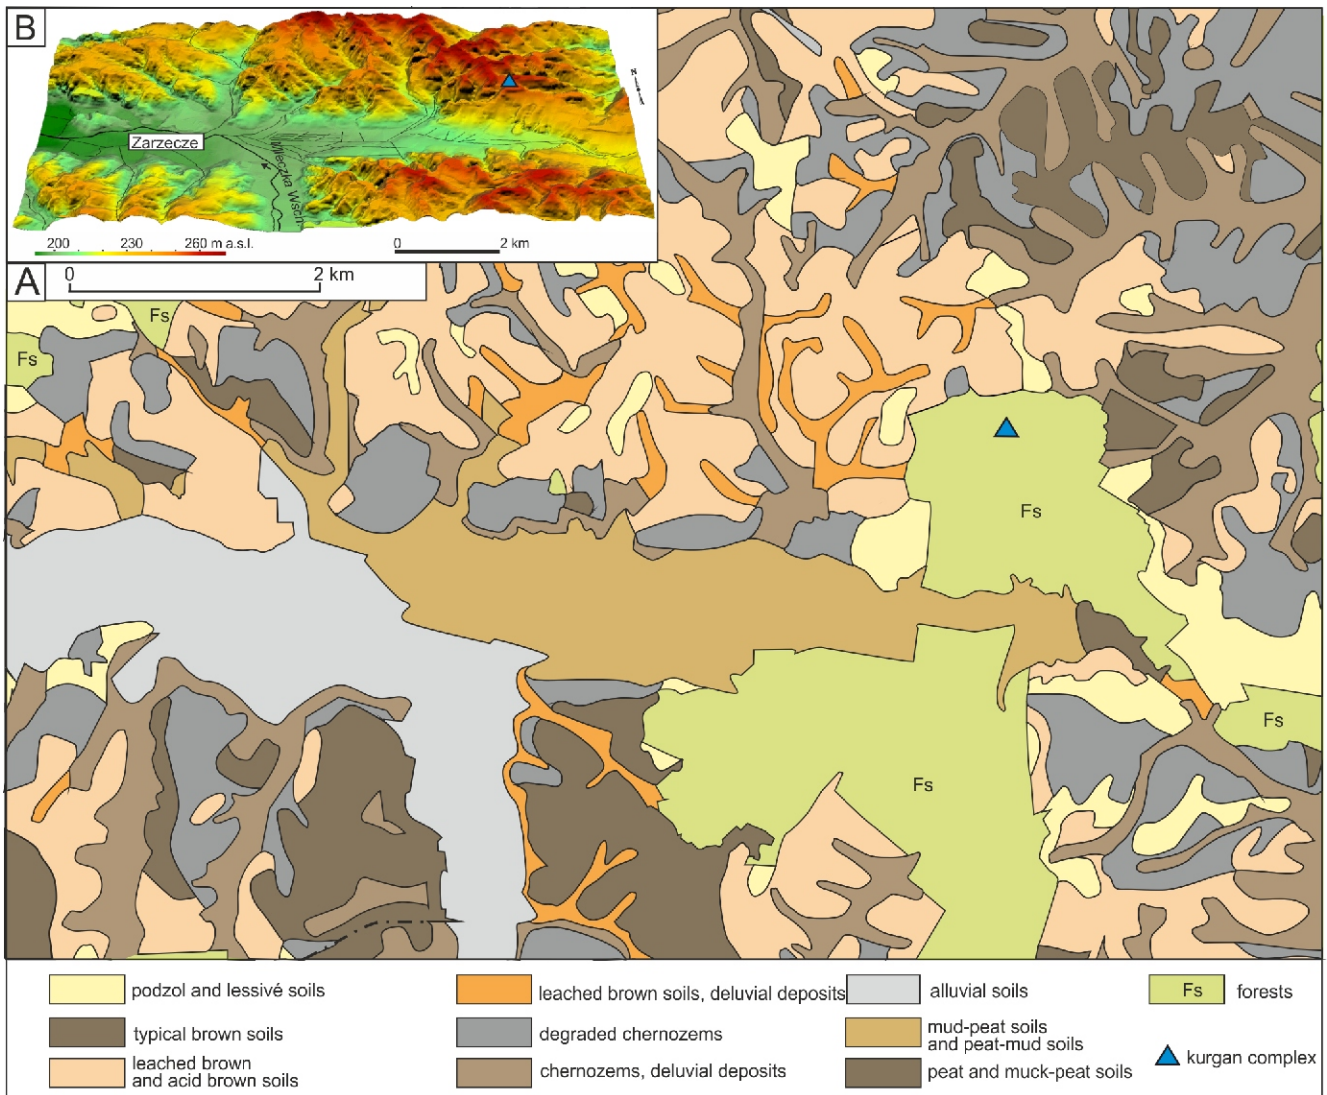 B
N
Zarzecze
Mleczka Wsch.
200 230 260 m a.s.l.
0 2 km
A
0 2 km
Fs
Fs
Fs
Fs
Fs
podzol and lessivé soils
typical brown soils
leached brown
and acid brown soils
leached brown soils, deluvial deposits
degraded chernozems
chernozems, deluvial deposits
alluvial soils
mud-peat soils
and peat-mud soils
peat and muck-peat soils
Fs forests
kurgan complex